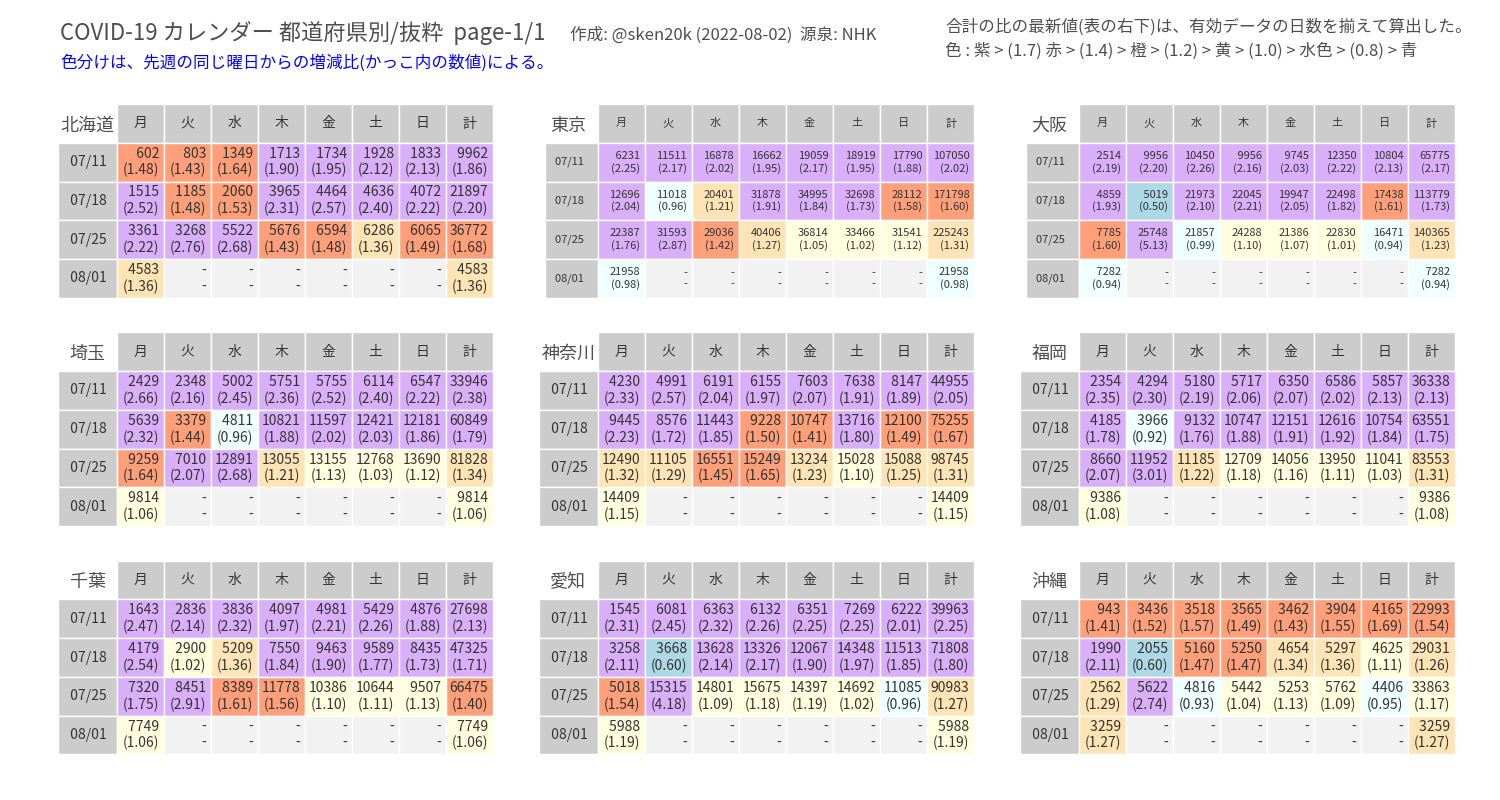 COVID-19 カレンダー 都道府県別/抜粋 page-1/1 作成: @sken20k (2022-08-02) 源泉: NHK
色分けは、先週の同じ曜日からの増減比(かっこ内の数値)による。
合計の比の最新値(表の右下)は、有効データの日数を揃えて算出した。
色 : 紫 > (1.7) 赤 > (1.4) > 橙 > (1.2) > 黄 > (1.0) > 水色 > (0.8) > 青
北海道 月 火 水 木 金 土 日 計
07/11 602 803 1349 1713 1734 1928 1833 9962
(1.48) (1.43) (1.64) (1.90) (1.95) (2.12) (2.13) (1.86)
07/18 1515 1185 2060 3965 4464 4636 4072 21897
(2.52) (1.48) (1.53) (2.31) (2.57) (2.40) (2.22) (2.20)
07/25 3361 3268 5522 5676 6594 6286 6065 36772
(2.22) (2.76) (2.68) (1.43) (1.48) (1.36) (1.49) (1.68)
08/01 4583 - - - - - - 4583
(1.36) - - - - - - (1.36)
東京 月 火 水 木 金 土 日 計
07/11 6231 11511 16878 16662 19059 18919 17790 107050
(2.25) (2.17) (2.02) (1.95) (2.17) (1.95) (1.88) (2.02)
07/18 12696 11018 20401 31878 34995 32698 28112 171798
(2.04) (0.96) (1.21) (1.91) (1.84) (1.73) (1.58) (1.60)
07/25 22387 31593 29036 40406 36814 33466 31541 225243
(1.76) (2.87) (1.42) (1.27) (1.05) (1.02) (1.12) (1.31)
08/01 21958 - - - - - - 21958
(0.98) - - - - - - (0.98)
大阪 月 火 水 木 金 土 日 計
07/11 2514 9956 10450 9956 9745 12350 10804 65775
(2.19) (2.20) (2.26) (2.16) (2.03) (2.22) (2.13) (2.17)
07/18 4859 5019 21973 22045 19947 22498 17438 113779
(1.93) (0.50) (2.10) (2.21) (2.05) (1.82) (1.61) (1.73)
07/25 7785 25748 21857 24288 21386 22830 16471 140365
(1.60) (5.13) (0.99) (1.10) (1.07) (1.01) (0.94) (1.23)
08/01 7282 - - - - - - 7282
(0.94) - - - - - - (0.94)
埼玉 月 火 水 木 金 土 日 計
07/11 2429 2348 5002 5751 5755 6114 6547 33946
(2.66) (2.16) (2.45) (2.36) (2.52) (2.40) (2.22) (2.38)
07/18 5639 3379 4811 10821 11597 12421 12181 60849
(2.32) (1.44) (0.96) (1.88) (2.02) (2.03) (1.86) (1.79)
07/25 9259 7010 12891 13055 13155 12768 13690 81828
(1.64) (2.07) (2.68) (1.21) (1.13) (1.03) (1.12) (1.34)
08/01 9814 - - - - - - 9814
(1.06) - - - - - - (1.06)
神奈川 月 火 水 木 金 土 日 計
07/11 4230 4991 6191 6155 7603 7638 8147 44955
(2.33) (2.57) (2.04) (1.97) (2.07) (1.91) (1.89) (2.05)
07/18 9445 8576 11443 9228 10747 13716 12100 75255
(2.23) (1.72) (1.85) (1.50) (1.41) (1.80) (1.49) (1.67)
07/25 12490 11105 16551 15249 13234 15028 15088 98745
(1.32) (1.29) (1.45) (1.65) (1.23) (1.10) (1.25) (1.31)
08/01 14409 - - - - - - 14409
(1.15) - - - - - - (1.15)
福岡 月 火 水 木 金 土 日 計
07/11 2354 4294 5180 5717 6350 6586 5857 36338
(2.35) (2.30) (2.19) (2.06) (2.07) (2.02) (2.13) (2.13)
07/18 4185 3966 9132 10747 12151 12616 10754 63551
(1.78) (0.92) (1.76) (1.88) (1.91) (1.92) (1.84) (1.75)
07/25 8660 11952 11185 12709 14056 13950 11041 83553
(2.07) (3.01) (1.22) (1.18) (1.16) (1.11) (1.03) (1.31)
08/01 9386 - - - - - - 9386
(1.08) - - - - - - (1.08)
千葉 月 火 水 木 金 土 日 計
07/11 1643 2836 3836 4097 4981 5429 4876 27698
(2.47) (2.14) (2.32) (1.97) (2.21) (2.26) (1.88) (2.13)
07/18 4179 2900 5209 7550 9463 9589 8435 47325
(2.54) (1.02) (1.36) (1.84) (1.90) (1.77) (1.73) (1.71)
07/25 7320 8451 8389 11778 10386 10644 9507 66475
(1.75) (2.91) (1.61) (1.56) (1.10) (1.11) (1.13) (1.40)
08/01 7749 - - - - - - 7749
(1.06) - - - - - - (1.06)
愛知 月 火 水 木 金 土 日 計
07/11 1545 6081 6363 6132 6351 7269 6222 39963
(2.31) (2.45) (2.32) (2.26) (2.25) (2.25) (2.01) (2.25)
07/18 3258 3668 13628 13326 12067 14348 11513 71808
(2.11) (0.60) (2.14) (2.17) (1.90) (1.97) (1.85) (1.80)
07/25 5018 15315 14801 15675 14397 14692 11085 90983
(1.54) (4.18) (1.09) (1.18) (1.19) (1.02) (0.96) (1.27)
08/01 5988 - - - - - - 5988
(1.19) - - - - - - (1.19)
沖縄 月 火 水 木 金 土 日 計
07/11 943 3436 3518 3565 3462 3904 4165 22993
(1.41) (1.52) (1.57) (1.49) (1.43) (1.55) (1.69) (1.54)
07/18 1990 2055 5160 5250 4654 5297 4625 29031
(2.11) (0.60) (1.47) (1.47) (1.34) (1.36) (1.11) (1.26)
07/25 2562 5622 4816 5442 5253 5762 4406 33863
(1.29) (2.74) (0.93) (1.04) (1.13) (1.09) (0.95) (1.17)
08/01 3259 - - - - - - 3259
(1.27) - - - - - - (1.27)